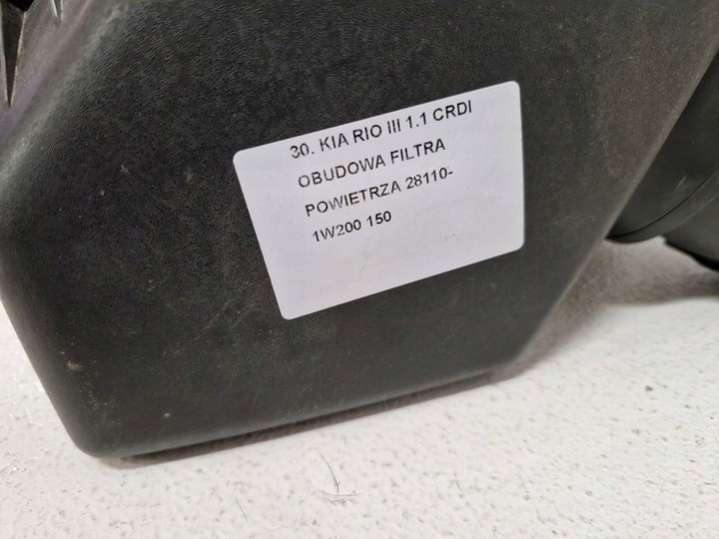 30. KIA RIO III 1.1 CRDI
OBUDOWA FILTRA
POWIETRZA 28110-
1W200 150